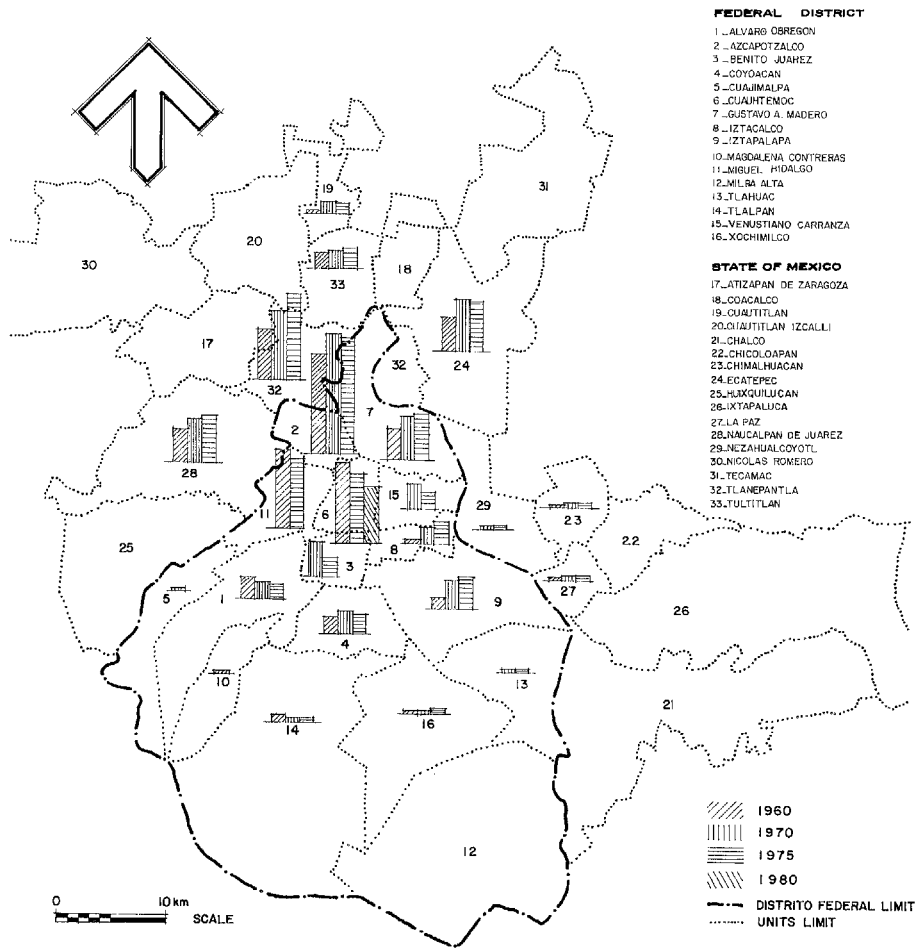 FEDERAL DISTRICT
1_ALVARO OBREGON
2_AZCAPOTZALCO
3_BENITO JUAREZ
4_COYOACAN
5_CUAJIMALPA
6_CUAUHTEMOC
7_GUSTAVO A. MADERO
8_IZTACALCO
9_IZTAPALAPA
10_MAGDALENA CONTRERAS
11_MIGUEL HIDALGO
12_MILPA ALTA
13_TLAHUAC
14_TLALPAN
15_VENUSTIANO CARRANZA
16_XOCHIMILCO
STATE OF MEXICO
17_ATIZAPAN DE ZARAGOZA
18_COACALCO
19_CUAUTITLAN
20_CUAUTITLAN IZCALLI
21_CHALCO
22_CHICOLOAPAN
23_CHIMALHUACAN
24_ECATEPEC
25_HUIXQUILUCAN
26_IXTAPALUCA
27_LA PAZ
28_NAUCALPAN DE JUAREZ
29_NEZAHUALCOYOTL
30_NICOLAS ROMERO
31_TECAMAC
32_TLANEPANTLA
33_TULTITLAN
19
31
20
30
18
33
17
32
32
24
7
2
28
15
29
23
11
6
22
8
25
3
27
5
1
9
26
4
10
13
21
14
16
12
1960
1970
1975
1980
DISTRITO FEDERAL LIMIT
UNITS LIMIT
0 10 km
SCALE